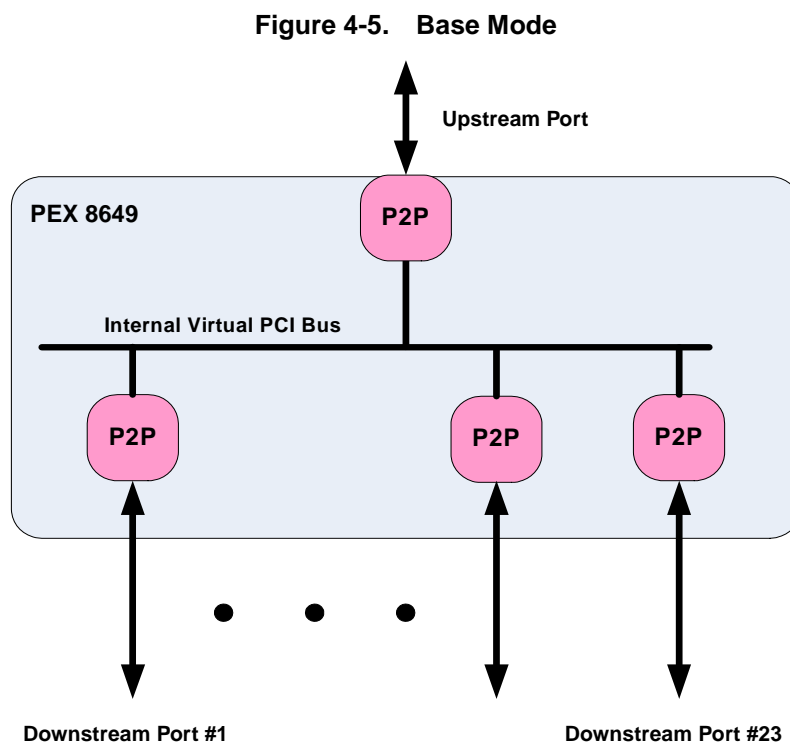 Figure 4-5. Base Mode
Upstream Port
PEX 8649
P2P
Internal Virtual PCI Bus
P2P
P2P
P2P
Downstream Port #1
Downstream Port #23